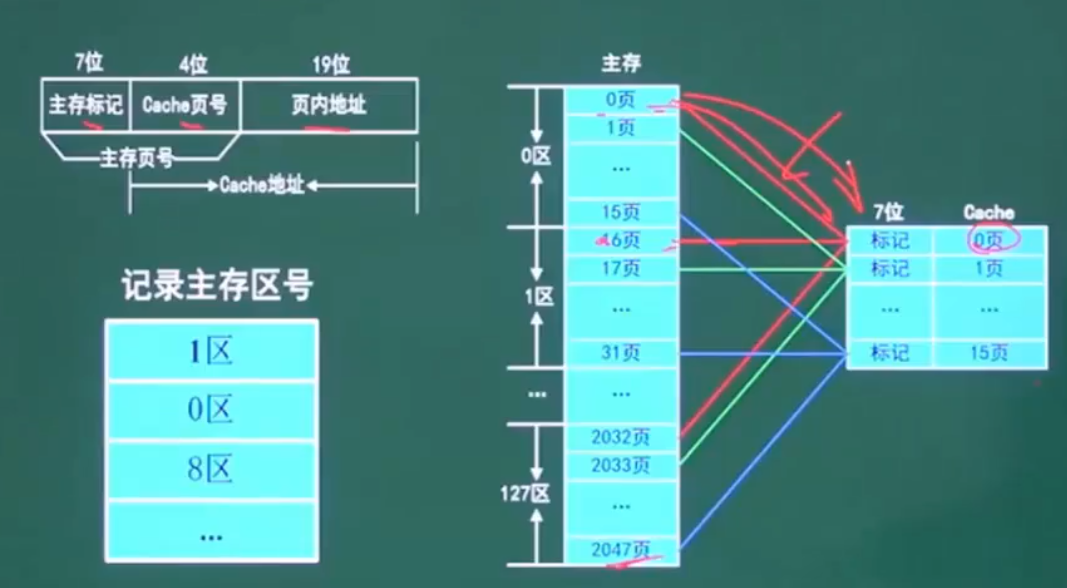 7位 4位 19位
主存标记 Cache页号 页内地址
主存页号
Cache地址
记录主存区号
1区
0区
8区
...
主存
0页
1页
...
15页
0区
16页
17页
...
31页
1区
...
...
2032页
2033页
...
2047页
127区
7位 Cache
标记 0页
标记 1页
... ...
标记 15页